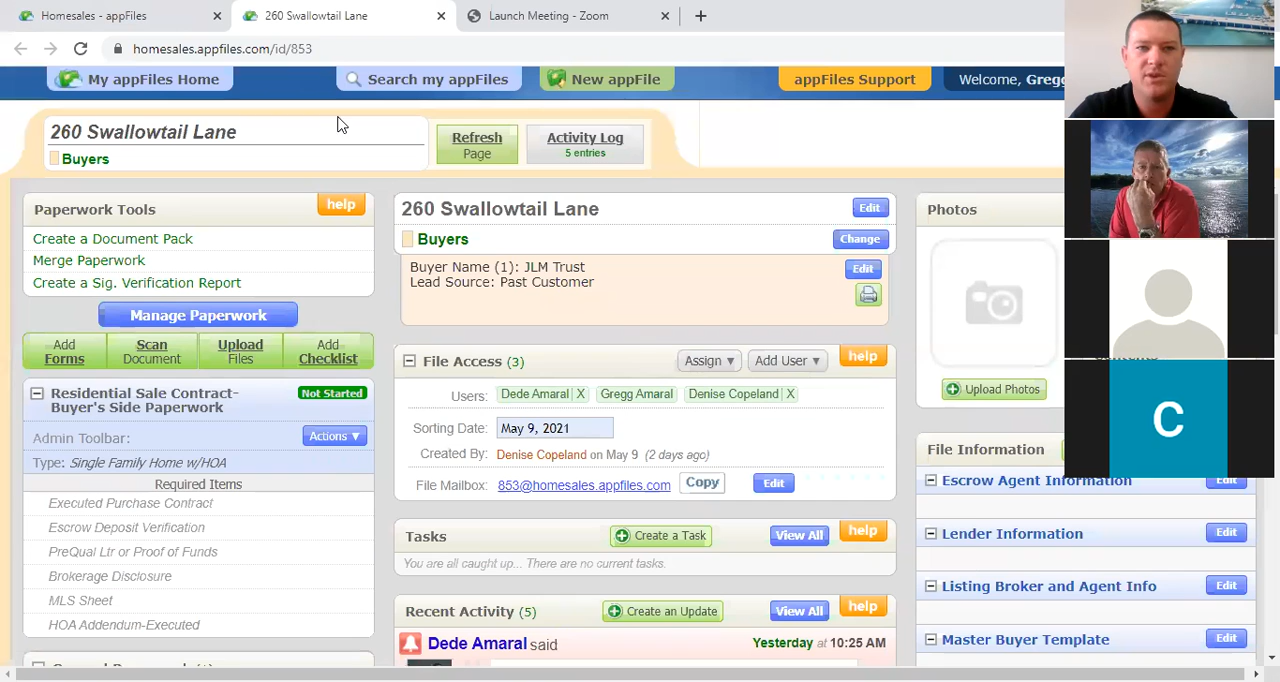 Homesales - appFiles
260 Swallowtail Lane
Launch Meeting - Zoom
homesales.appfiles.com/id/853
My appFiles Home
Search my appFiles
New appFile
appFiles Support
Welcome, Gregg
260 Swallowtail Lane
Buyers
Refresh
Page
Activity Log
5 entries
Paperwork Tools
help
Create a Document Pack
Merge Paperwork
Create a Sig. Verification Report
Manage Paperwork
Add
Forms
Scan
Document
Upload
Files
Add
Checklist
Residential Sale Contract-
Buyer's Side Paperwork
Not Started
Admin Toolbar:
Actions ▼
Type: Single Family Home w/HOA
Required Items
Executed Purchase Contract
Escrow Deposit Verification
PreQual Ltr or Proof of Funds
Brokerage Disclosure
MLS Sheet
HOA Addendum-Executed
260 Swallowtail Lane
Edit
Buyers
Change
Buyer Name (1): JLM Trust
Lead Source: Past Customer
Edit
File Access (3)
Assign ▼
Add User ▼
help
Users:
Dede Amaral X
Gregg Amaral
Denise Copeland X
Sorting Date:
May 9, 2021
Created By:
Denise Copeland on May 9 (2 days ago)
File Mailbox:
853@homesales.appfiles.com
Copy
Edit
Tasks
Create a Task
View All
help
You are all caught up... There are no current tasks.
Recent Activity (5)
Create an Update
View All
help
Dede Amaral said
Yesterday at 10:25 AM
Photos
Upload Photos
File Information
Escrow Agent Information
Edit
Lender Information
Edit
Listing Broker and Agent Info
Edit
Master Buyer Template
Edit
C